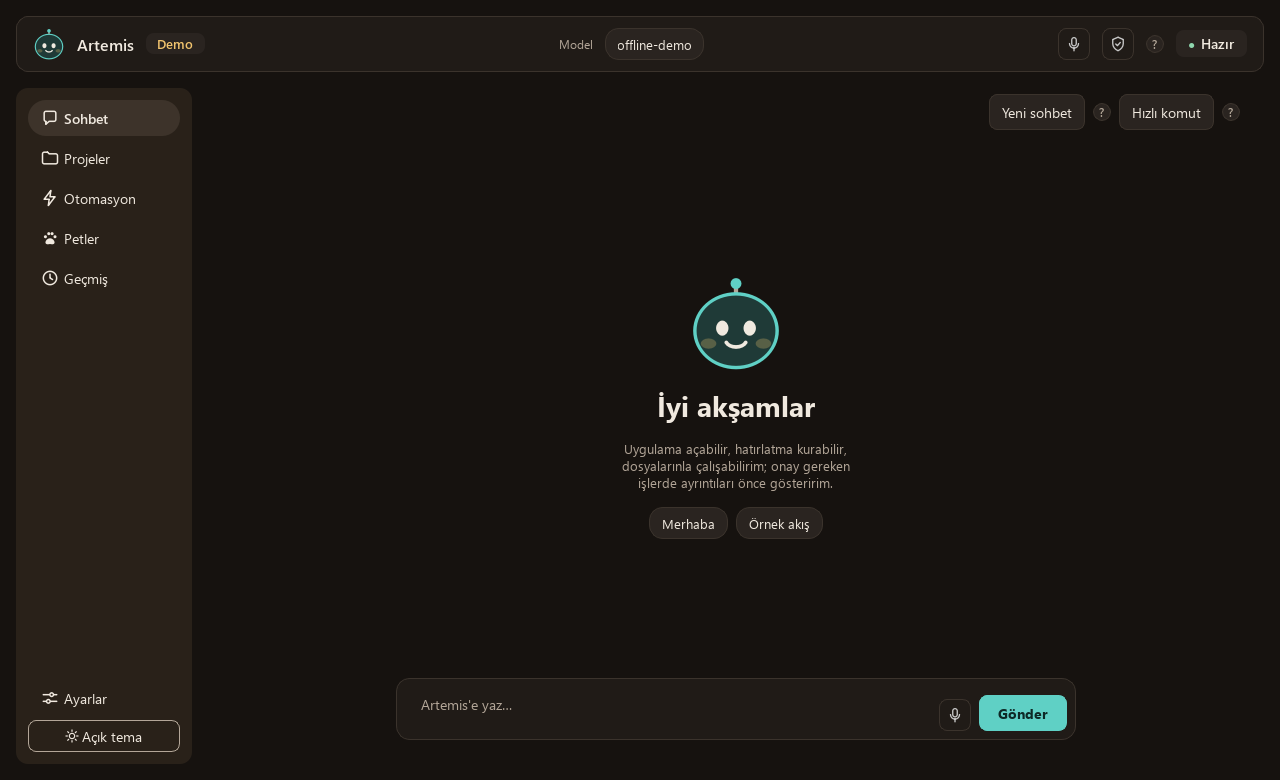 Artemis
Demo
Model
offline-demo
?
Hazır
Sohbet
Projeler
Otomasyon
Petler
Geçmiş
Ayarlar
Açık tema
Yeni sohbet
?
Hızlı komut
?
İyi akşamlar
Uygulama açabilir, hatırlatma kurabilir,
dosyalarınla çalışabilirim; onay gereken
işlerde ayrıntıları önce gösteririm.
Merhaba
Örnek akış
Artemis'e yaz...
Gönder